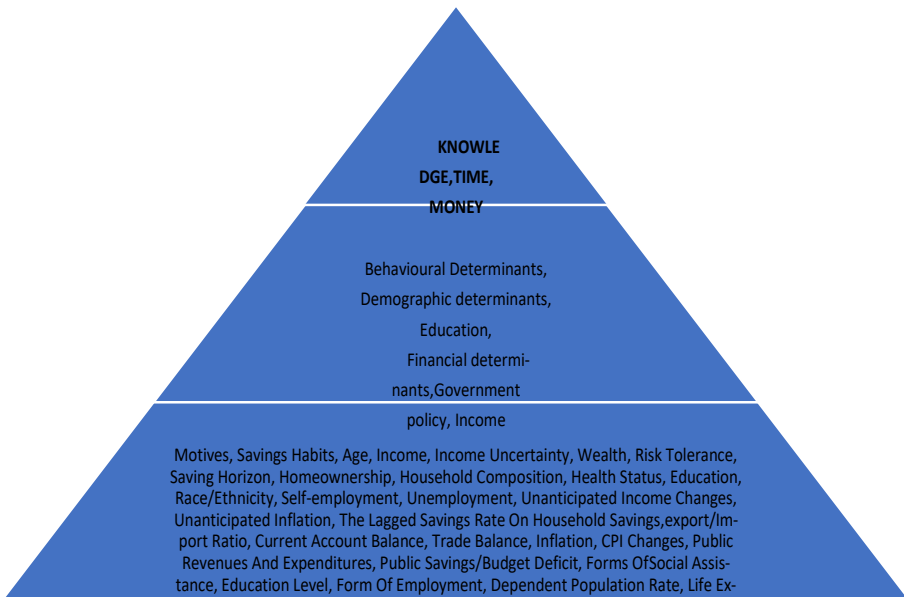 KNOWLE
DGE,TIME,
MONEY
Behavioural Determinants,
Demographic determinants,
Education,
Financial determi-
nants,Government
policy, Income
Motives, Savings Habits, Age, Income, Income Uncertainty, Wealth, Risk Tolerance,
Saving Horizon, Homeownership, Household Composition, Health Status, Education,
Race/Ethnicity, Self-employment, Unemployment, Unanticipated Income Changes,
Unanticipated Inflation, The Lagged Savings Rate On Household Savings,export/Im-
port Ratio, Current Account Balance, Trade Balance, Inflation, CPI Changes, Public
Revenues And Expenditures, Public Savings/Budget Deficit, Forms OfSocial Assis-
tance, Education Level, Form Of Employment, Dependent Population Rate, Life Ex-